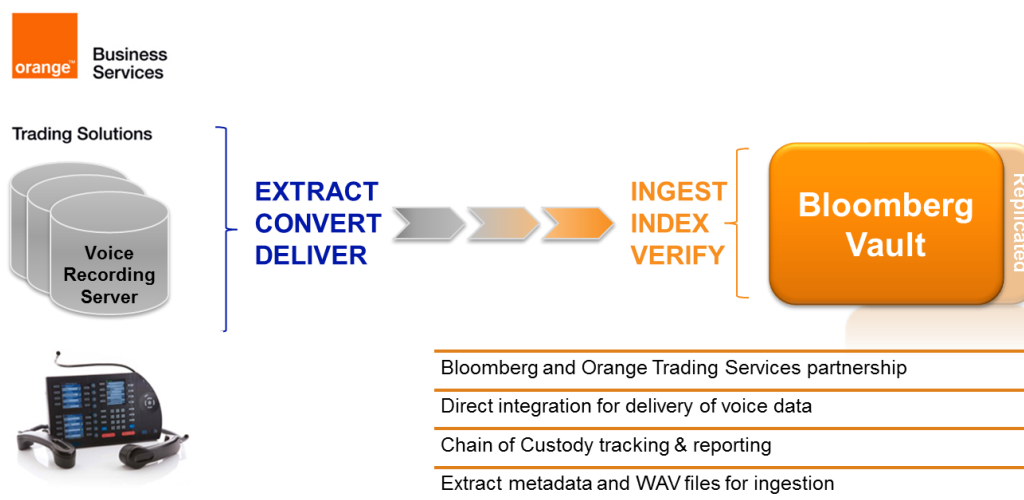 orange™
Business
Services
Trading Solutions
Voice
Recording
Server
EXTRACT
CONVERT
DELIVER
INGEST
INDEX
VERIFY
Bloomberg
Vault
Replicated
Bloomberg and Orange Trading Services partnership
Direct integration for delivery of voice data
Chain of Custody tracking & reporting
Extract metadata and WAV files for ingestion